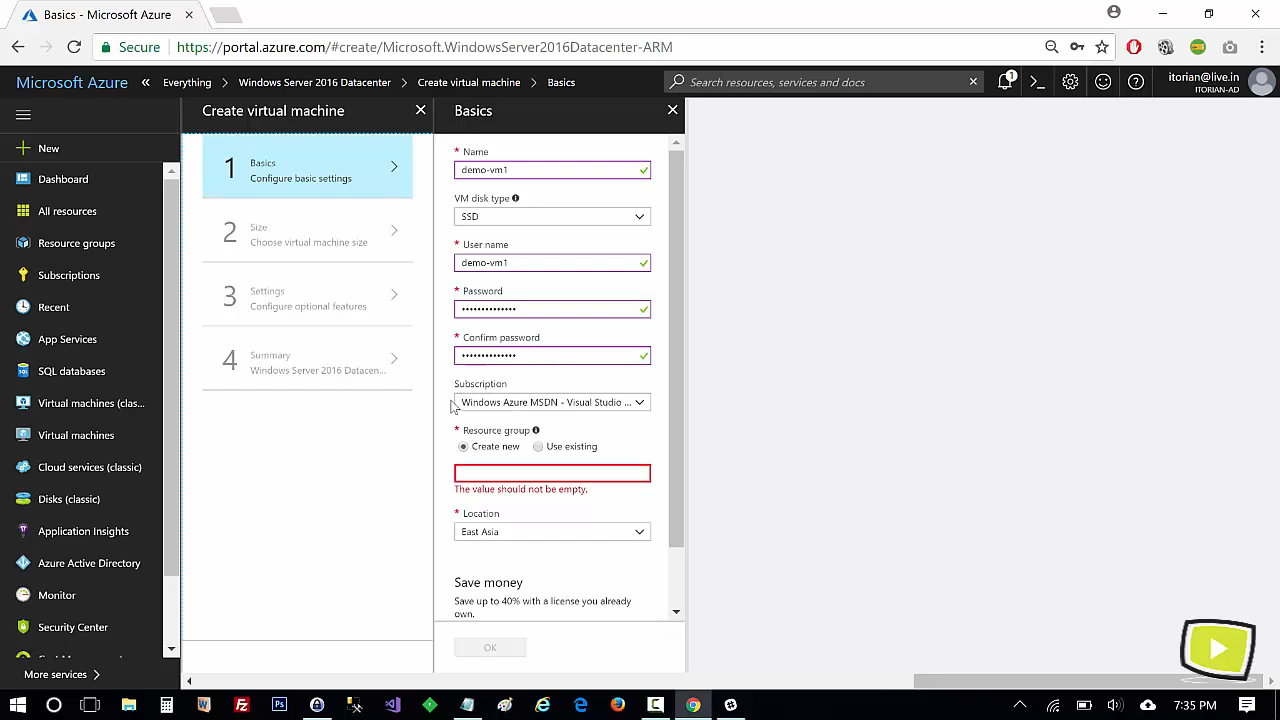 Basics - Microsoft Azure
Secure
https://portal.azure.com/#create/Microsoft.WindowsServer2016Datacenter-ARM
Microsoft Azure
Everything
Windows Server 2016 Datacenter
Create virtual machine
Basics
Search resources, services and docs
1
itorian@live.in
ITORIAN-AD
New
Dashboard
All resources
Resource groups
Subscriptions
Recent
App Services
SQL databases
Virtual machines (clas...
Virtual machines
Cloud services (classic)
Disks (classic)
Application Insights
Azure Active Directory
Monitor
Security Center
More services
Create virtual machine
1
Basics
Configure basic settings
2
Size
Choose virtual machine size
3
Settings
Configure optional features
4
Summary
Windows Server 2016 Datacen...
Basics
* Name
demo-vm1
VM disk type
SSD
* User name
demo-vm1
* Password
* Confirm password
Subscription
Windows Azure MSDN - Visual Studio ...
* Resource group
Create new
Use existing
The value should not be empty.
* Location
East Asia
Save money
Save up to 40% with a license you already
own.
OK
7:35 PM